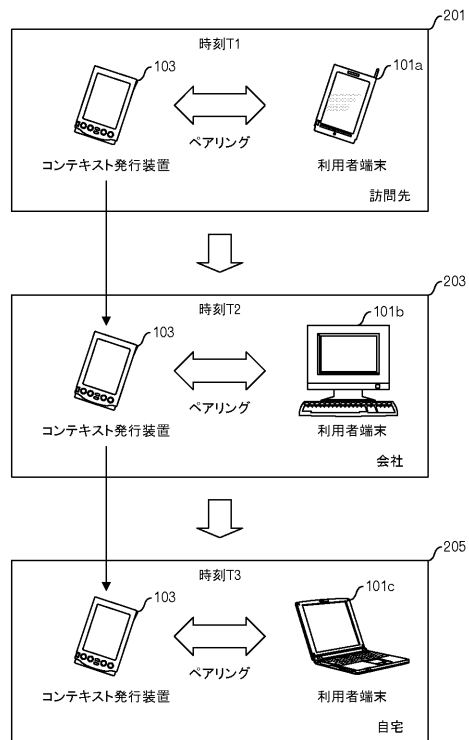 201
時刻T1
103
101a
ペアリング
コンテキスト発行装置
利用者端末
訪問先
203
時刻T2
103
101b
ペアリング
コンテキスト発行装置
利用者端末
会社
205
時刻T3
103
101c
ペアリング
コンテキスト発行装置
利用者端末
自宅